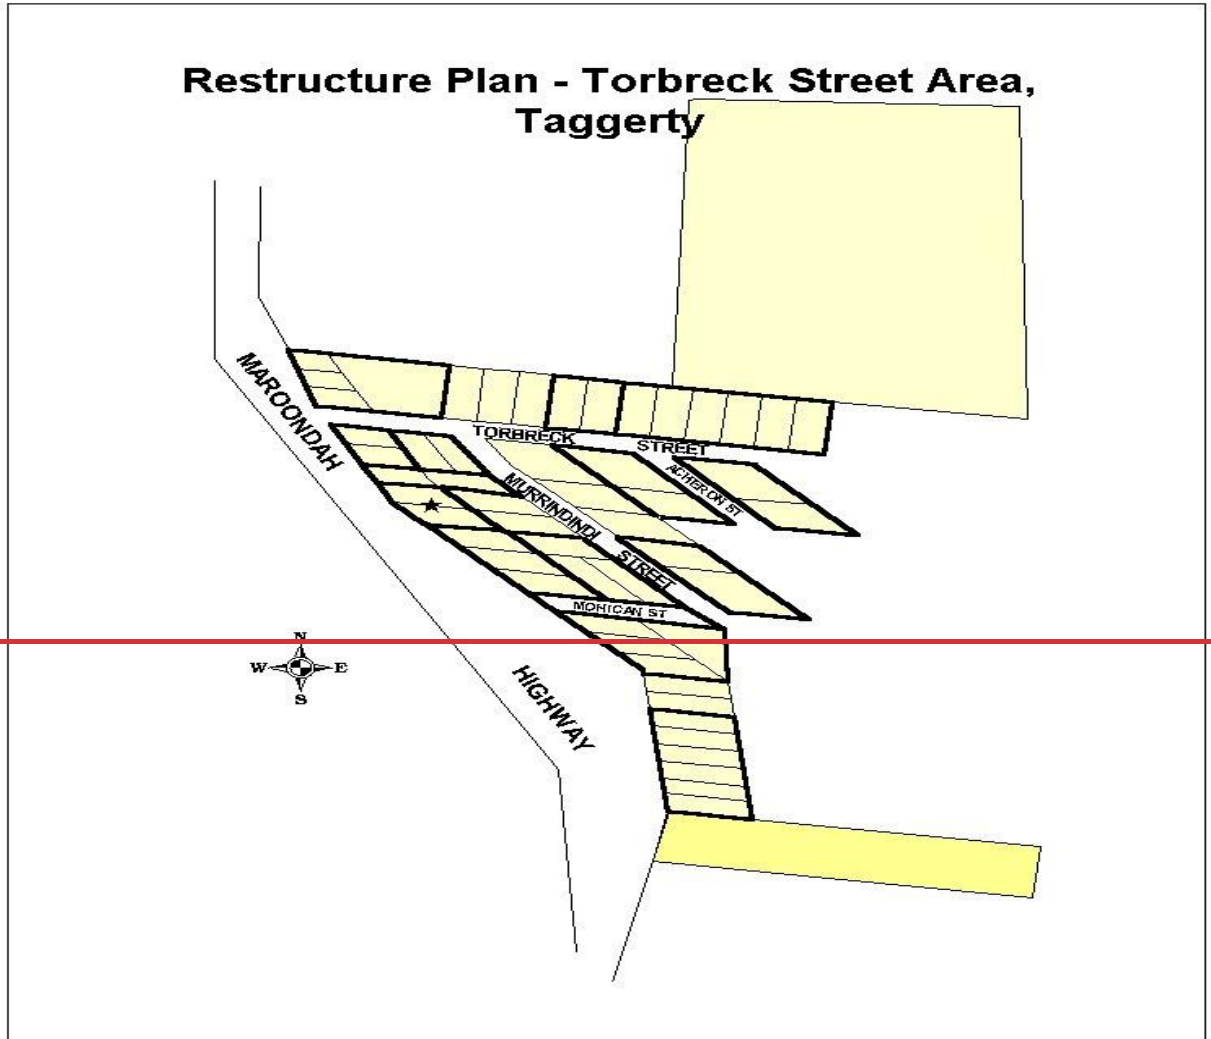 Restructure Plan - Torbreck Street Area,
Taggerty
MAROONDAH
TORBRECK STREET
ACHERON ST
MURRINDINDI STREET
MOHICAN ST
N
W E
S
HIGHWAY